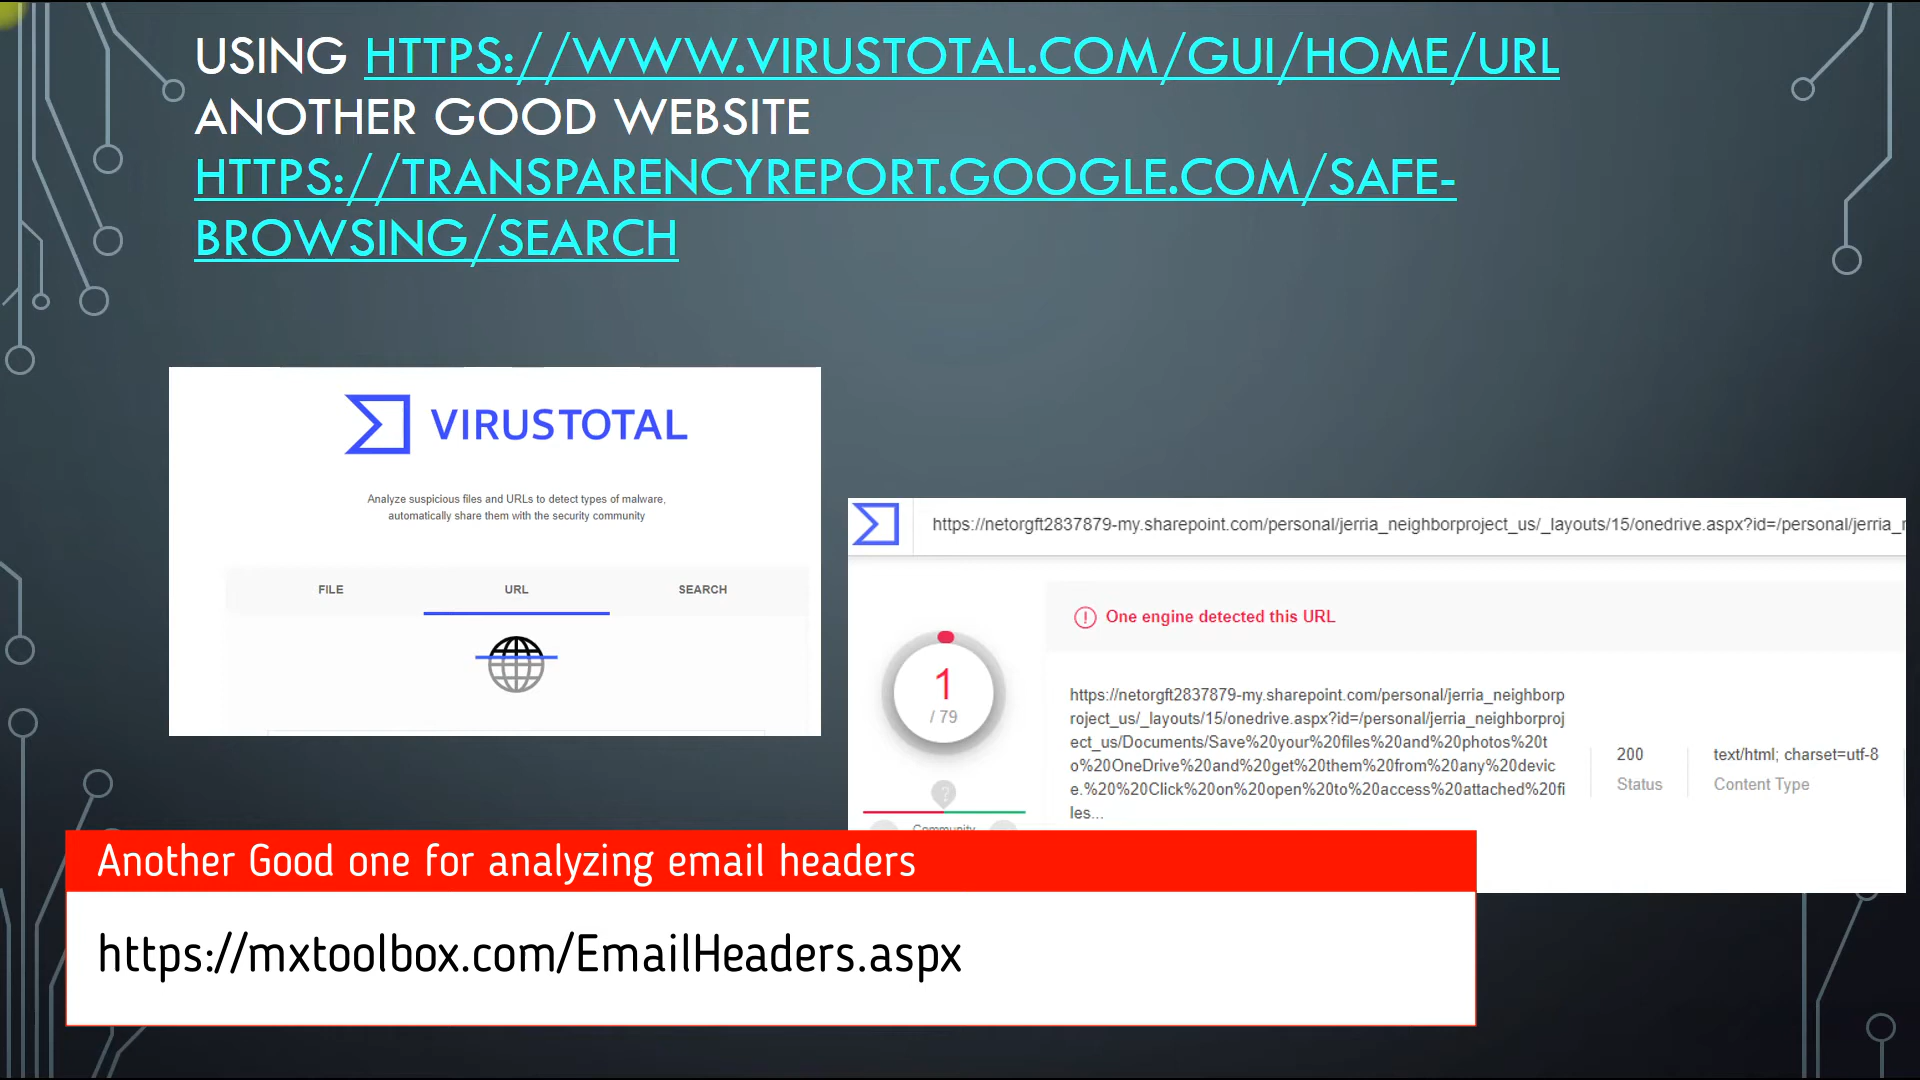 USING HTTPS://WWW.VIRUSTOTAL.COM/GUI/HOME/URL
ANOTHER GOOD WEBSITE
HTTPS://TRANSPARENCYREPORT.GOOGLE.COM/SAFE-
BROWSING/SEARCH
VIRUSTOTAL
Analyze suspicious files and URLs to detect types of malware,
automatically share them with the security community
FILE URL SEARCH
https://netorgft2837879-my.sharepoint.com/personal/jerria_neighborproject_us/_layouts/15/onedrive.aspx?id=/personal/jerria_
One engine detected this URL
1
/ 79
https://netorgft2837879-my.sharepoint.com/personal/jerria_neighborp
roject_us/_layouts/15/onedrive.aspx?id=/personal/jerria_neighborproj
ect_us/Documents/Save%20your%20files%20and%20photos%20t
o%20OneDrive%20and%20get%20them%20from%20any%20devic
e.%20%20Click%20on%20open%20to%20access%20attached%20fi
les...
200
Status
text/html; charset=utf-8
Content Type
?
Community
Another Good one for analyzing email headers
https://mxtoolbox.com/EmailHeaders.aspx